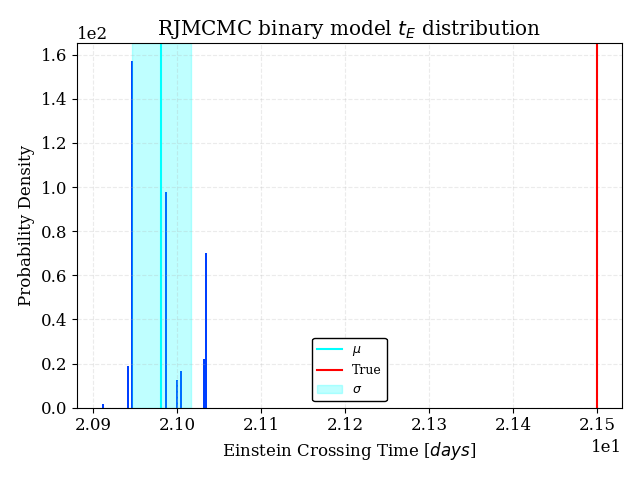 RJMCMC binary model t_E distribution
1e2
1.6
1.4
1.2
1.0
0.8
0.6
0.4
0.2
0.0
Probability Density
μ
True
σ
2.09 2.10 2.11 2.12 2.13 2.14 2.15
1e1
Einstein Crossing Time [days]